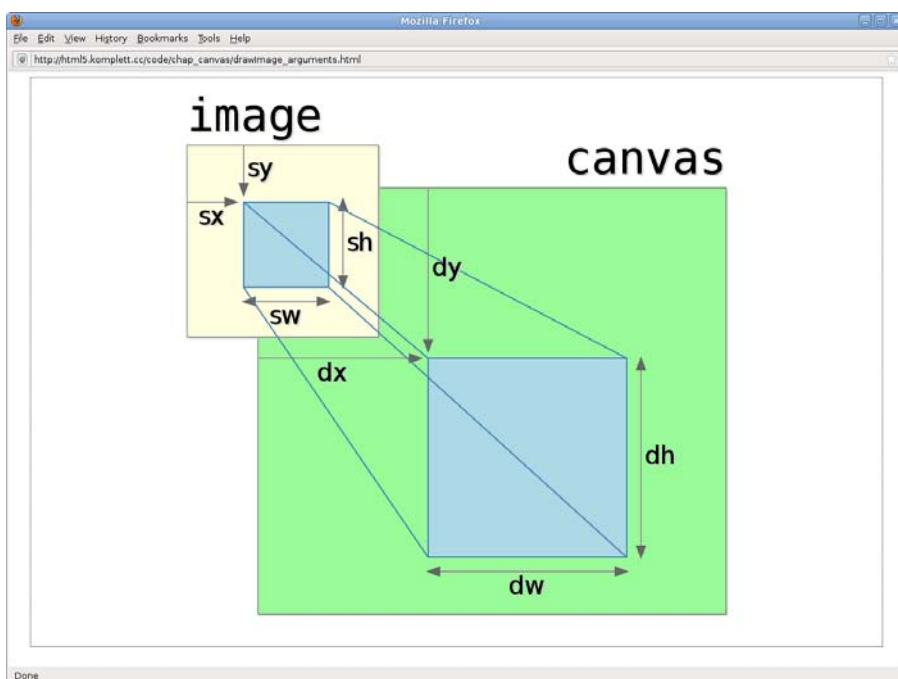 Mozilla Firefox
File Edit View History Bookmarks Tools Help
http://html5.komplett.cc/code/chap_canvas/drawImage_arguments.html
image
canvas
sy
sx
sh
sw
dy
dx
dh
dw
Done